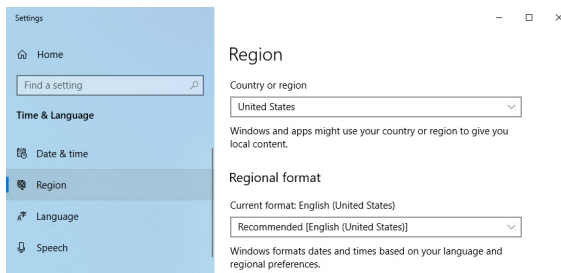 Settings
Home
Find a setting
Time & Language
Date & time
Region
Language
Speech
Region
Country or region
United States
Windows and apps might use your country or region to give you
local content.
Regional format
Current format: English (United States)
Recommended [English (United States)]
Windows formats dates and times based on your language and
regional preferences.